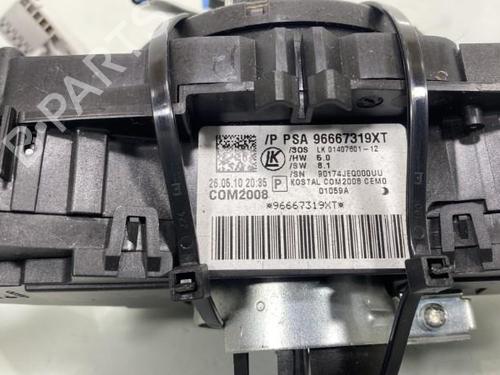 /P PSA 96667319XT
/SOS LK 01407601-12
/HW 6.0
/SW 8.1
/SN 90174JEQ000UU
26.05.10 20:35 P KOSTAL COM2008 CEMO
COM2008 01059A
*96667319XT*
B-Parts